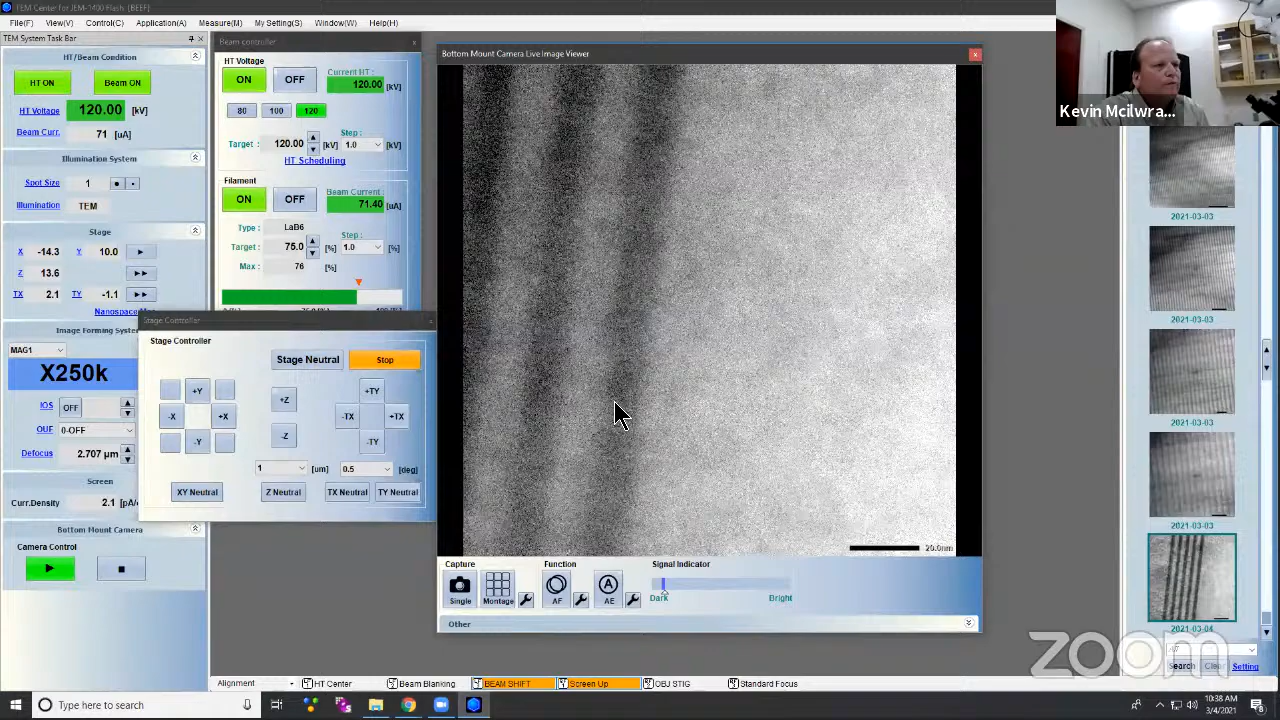 TEM Center for JEM-1400 Flash (BEEF)
File(F) View(V) Control(C) Application(A) Measure(M) My Setting(S) Window(W) Help(H)
TEM System Task Bar
HT/Beam Condition
HT ON Beam ON
HT Voltage 120.00 [kV]
Beam Curr. 71 [uA]
Illumination System
Spot Size 1
Illumination TEM
Stage
X -14.3 Y 10.0
Z 13.6
TX 2.1 TY -1.1
Image Forming Syste
MAG1
X250k
IOS OFF
OUF 0-OFF
Defocus 2.707 μm
Screen
Curr.Density 2.1 [pA/
Bottom Mount Camera
Camera Control
Beam controller
HT Voltage
ON OFF Current HT: 120.00 [kV]
80 100 120
Target : 120.00 [kV] Step : 1.0 [kV]
HT Scheduling
Filament
ON OFF Beam Current: 71.40 [uA]
Type : LaB6
Target : 75.0 [%] Step : 1.0 [%]
Max : 76 [%]
Stage Controller
Stage Controller
Stage Neutral Stop
+Y +Z +TY
-X +X -TX +TX
-Y -Z -TY
1 [um] 0.5 [deg]
XY Neutral Z Neutral TX Neutral TY Neutral
Bottom Mount Camera Live Image Viewer
20.0nm
Capture Function Signal Indicator
Single Montage AF A AE Dark Bright
Other
Kevin Mcilwra...
2021-03-03
2021-03-03
2021-03-03
2021-03-03
2021-03-04
Search Clear Setting
zoom
Alignment HT Center Beam Blanking BEAM SHIFT Screen Up OBJ STIG Standard Focus
Type here to search
10:38 AM
3/4/2021